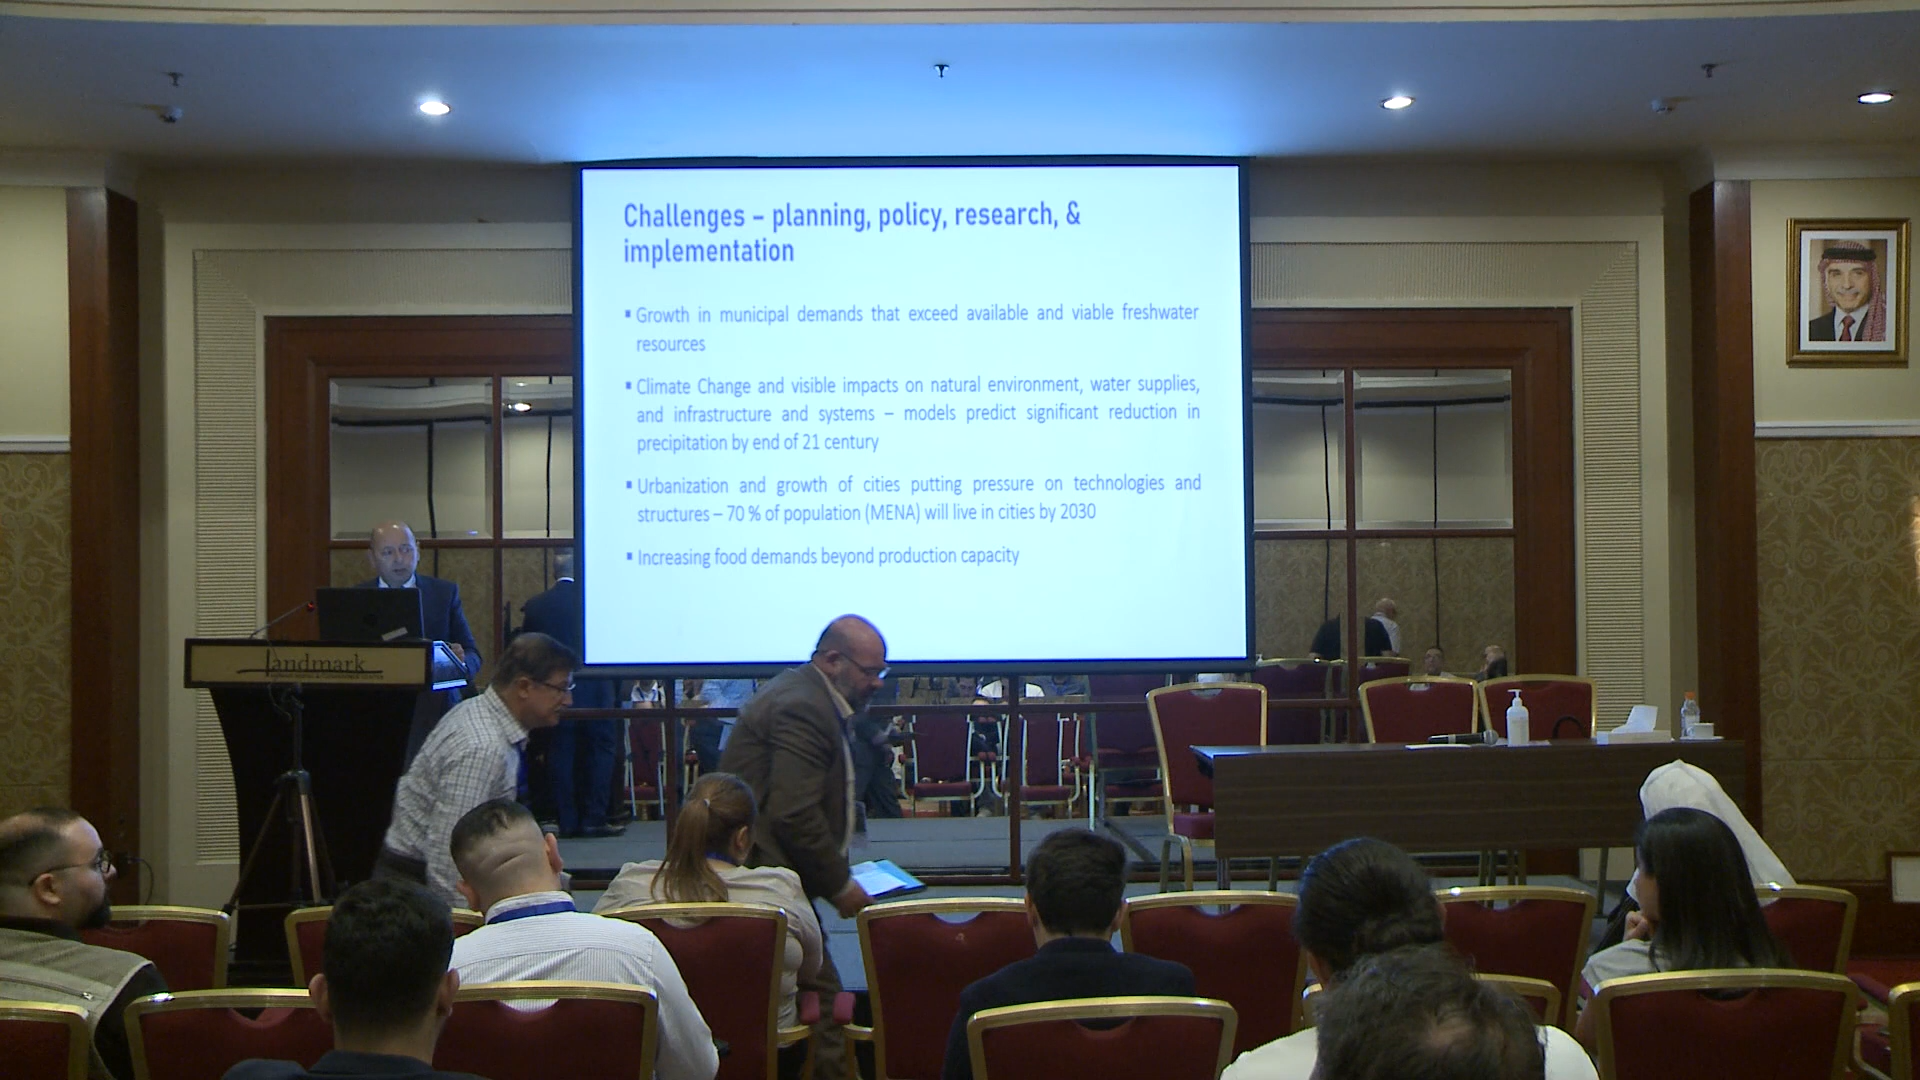 Challenges – planning, policy, research, &
implementation
▪ Growth in municipal demands that exceed available and viable freshwater
resources
▪ Climate Change and visible impacts on natural environment, water supplies,
and infrastructure and systems – models predict significant reduction in
precipitation by end of 21 century
▪ Urbanization and growth of cities putting pressure on technologies and
structures – 70 % of population (MENA) will live in cities by 2030
▪ Increasing food demands beyond production capacity
landmark